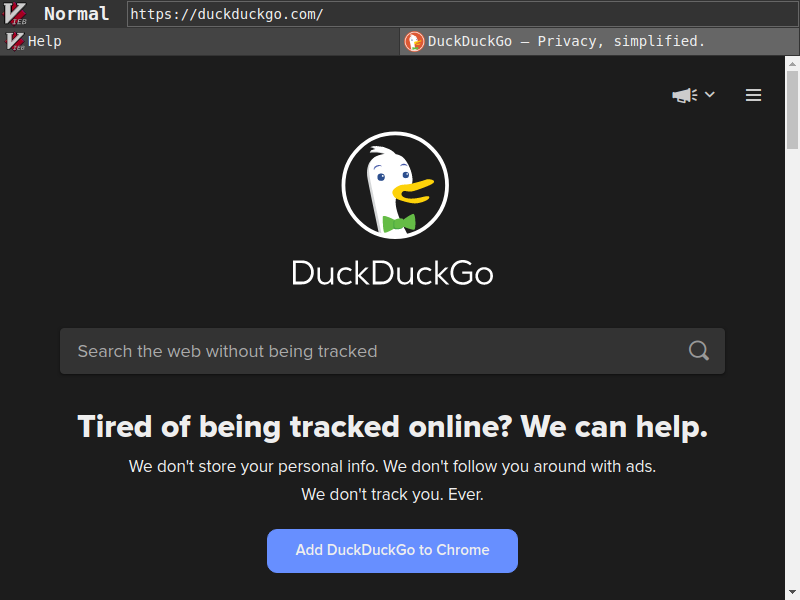 Normal https://duckduckgo.com/
Help DuckDuckGo — Privacy, simplified.
DuckDuckGo
Search the web without being tracked
Tired of being tracked online? We can help.
We don't store your personal info. We don't follow you around with ads.
We don't track you. Ever.
Add DuckDuckGo to Chrome